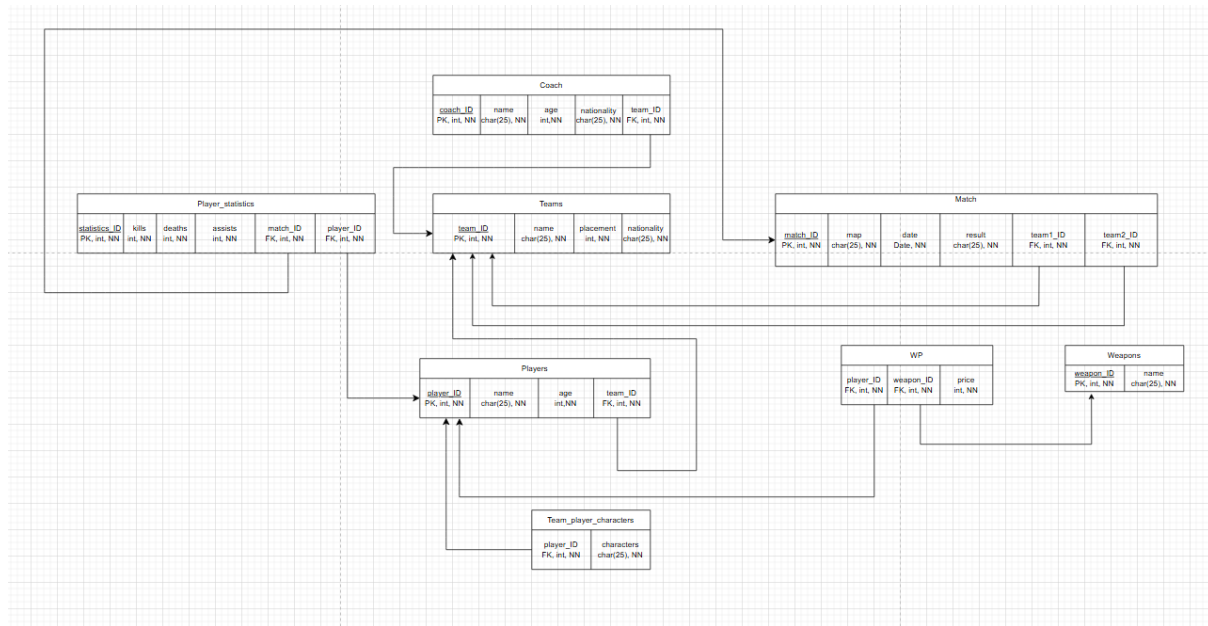 Coach
coach_ID name age nationality team_ID
PK, int, NN char(25), NN int,NN char(25), NN FK, int, NN
Player_statistics
statistics_ID kills deaths assists match_ID player_ID
PK, int, NN int, NN int, NN int, NN FK, int, NN FK, int, NN
Teams
team_ID name placement nationality
PK, int, NN char(25), NN int, NN char(25), NN
Match
match_ID map date result team1_ID team2_ID
PK, int, NN char(25), NN Date, NN char(25), NN FK, int, NN FK, int, NN
Players
player_ID name age team_ID
PK, int, NN char(25), NN int,NN FK, int, NN
WP
player_ID weapon_ID price
FK, int, NN FK, int, NN int, NN
Weapons
weapon_ID name
PK, int, NN char(25), NN
Team_player_characters
player_ID characters
FK, int, NN char(25), NN